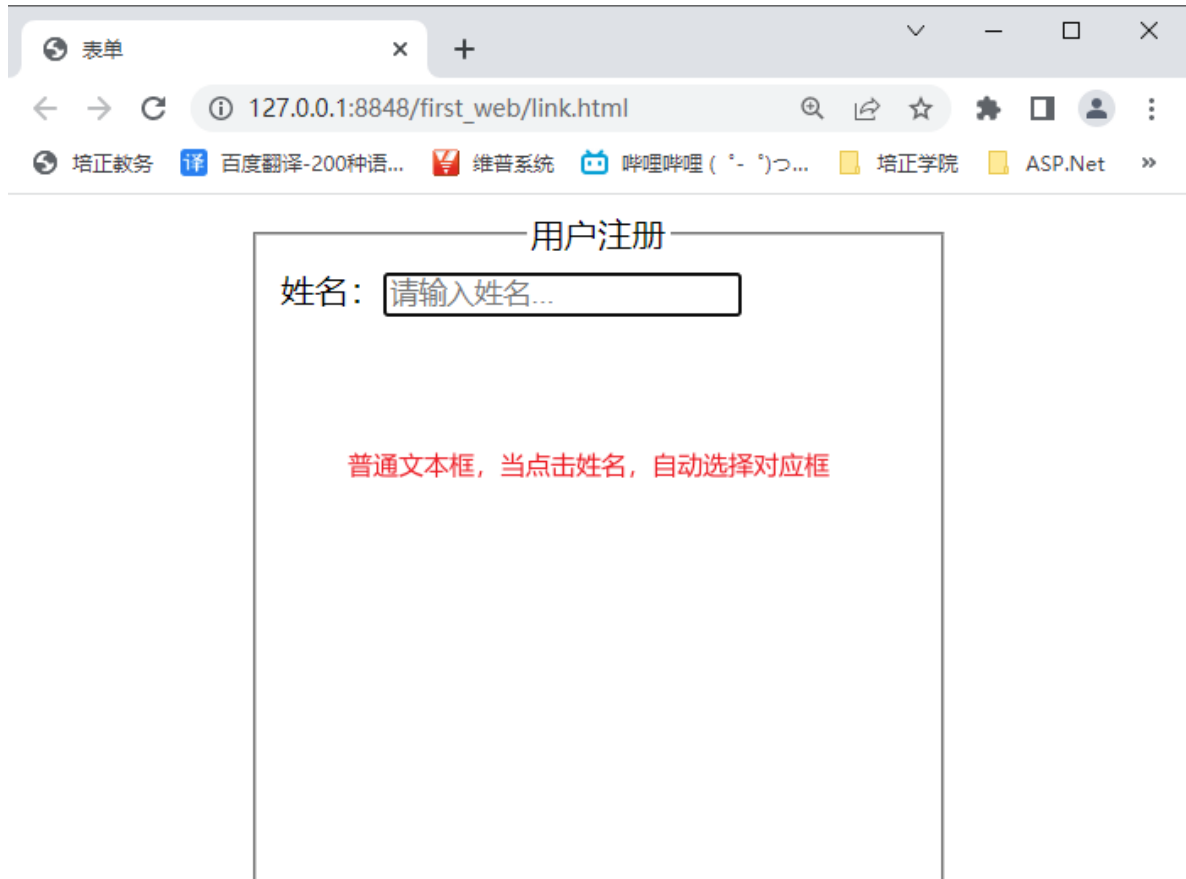 表单
127.0.0.1:8848/first_web/link.html
培正教务 译 百度翻译-200种语... 维普系统 哔哩哔哩 ( ゜- ゜)つ... 培正学院 ASP.Net »
用户注册
姓名： 请输入姓名...
普通文本框，当点击姓名，自动选择对应框